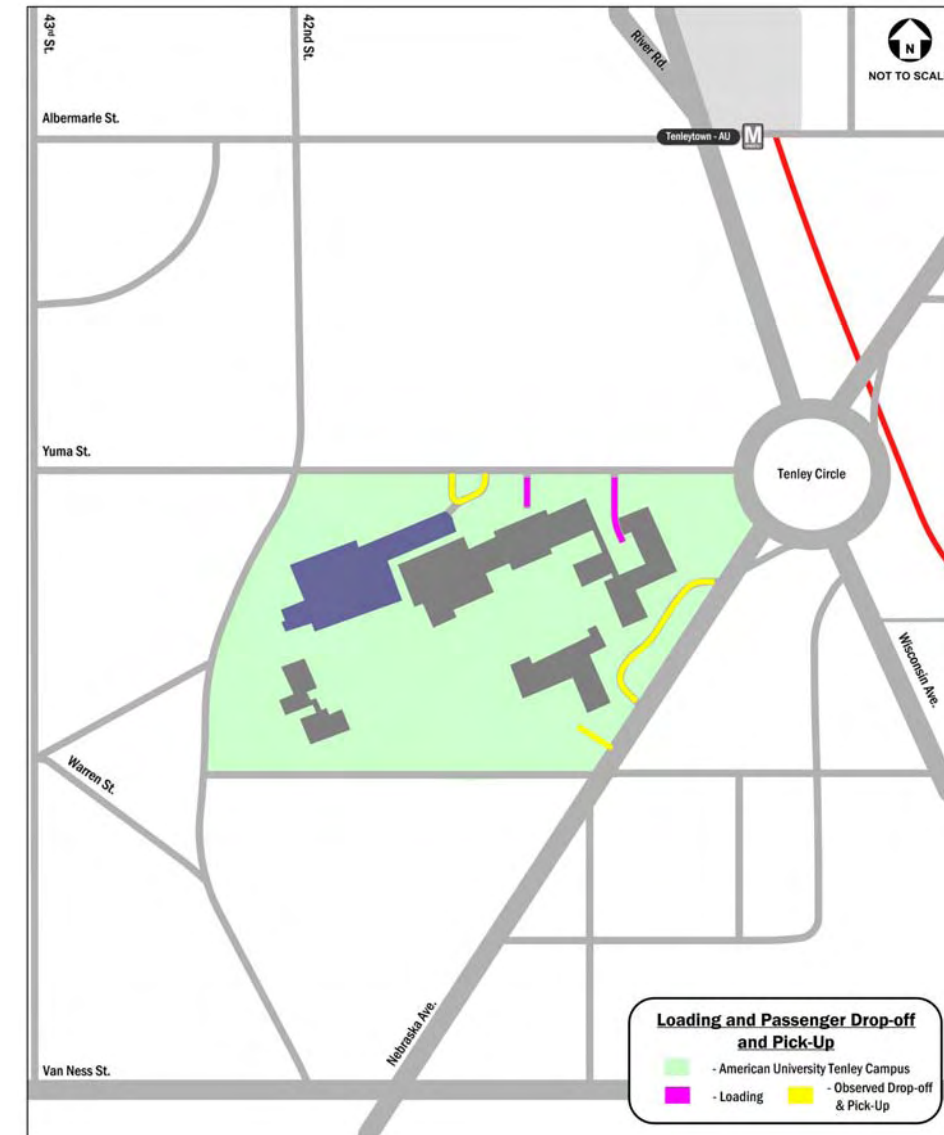 43rd St.
42nd St.
River Rd.
N
NOT TO SCAL
Albermarle St.
Tenleytown - AU
M
Yuma St.
Tenley Circle
Wisconsin Ave.
Warren St.
Nebraska Ave.
Van Ness St.
Loading and Passenger Drop-off
and Pick-Up
- American University Tenley Campus
- Loading
- Observed Drop-off
& Pick-Up